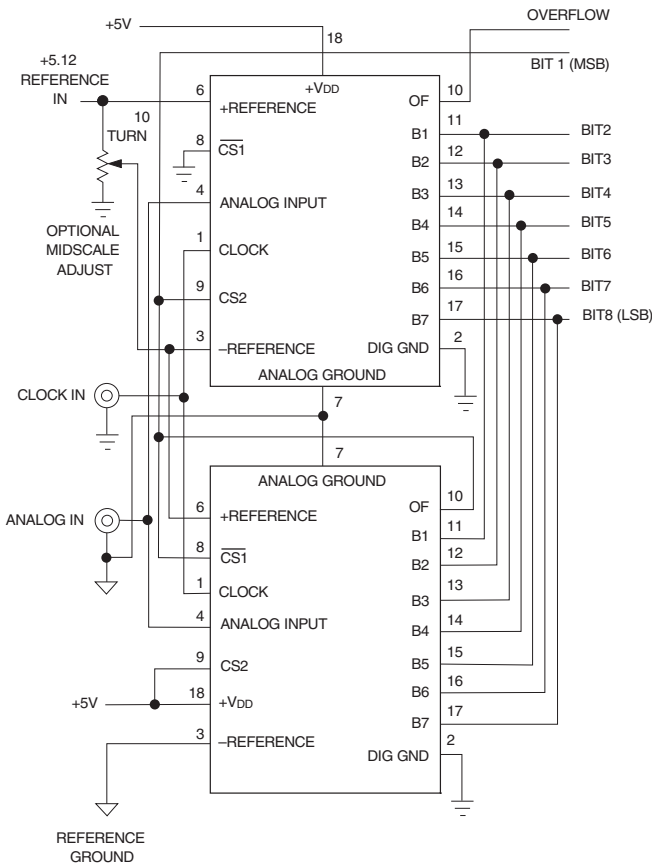 +5V
OVERFLOW
18
BIT 1 (MSB)
+5.12
REFERENCE
IN
+VDD
10
6
+REFERENCE
OF
10
TURN
11
B1
BIT2
8
CS1
12
B2
BIT3
4
ANALOG INPUT
13
B3
BIT4
14
B4
BIT5
OPTIONAL
MIDSCALE
ADJUST
1
CLOCK
15
B5
BIT6
9
CS2
16
B6
BIT7
17
B7
BIT8 (LSB)
3
–REFERENCE
2
DIG GND
ANALOG GROUND
CLOCK IN
7
7
ANALOG GROUND
10
OF
ANALOG IN
6
+REFERENCE
11
B1
8
CS1
12
B2
1
CLOCK
13
B3
4
ANALOG INPUT
14
B4
9
CS2
15
B5
+5V
18
+VDD
16
B6
17
B7
3
–REFERENCE
2
DIG GND
REFERENCE
GROUND